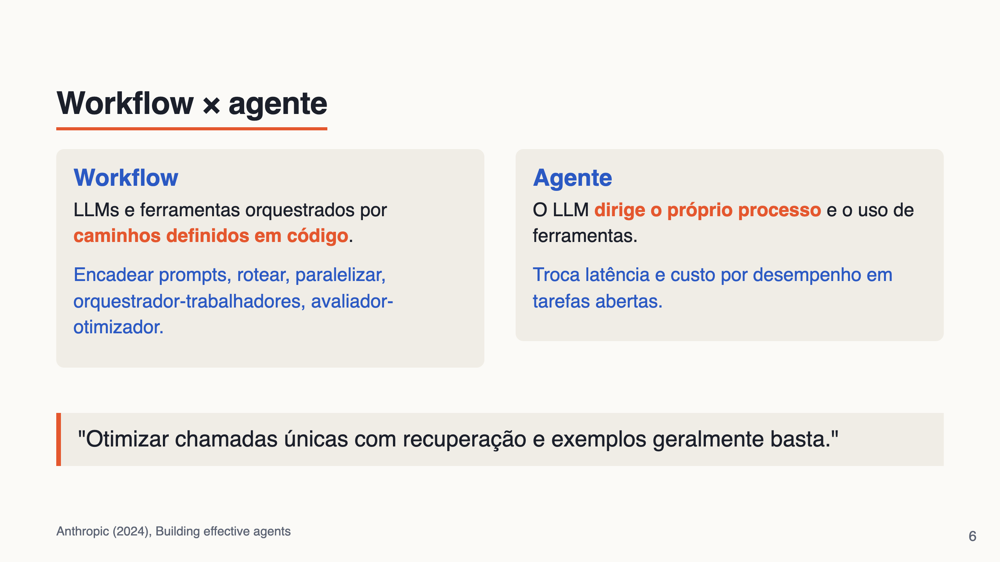 Workflow × agente
Workflow
LLMs e ferramentas orquestrados por
caminhos definidos em código.
Encadear prompts, rotear, paralelizar,
orquestrador-trabalhadores, avaliador-
otimizador.
Agente
O LLM dirige o próprio processo e o uso de
ferramentas.
Troca latência e custo por desempenho em
tarefas abertas.
"Otimizar chamadas únicas com recuperação e exemplos geralmente basta."
Anthropic (2024), Building effective agents
6